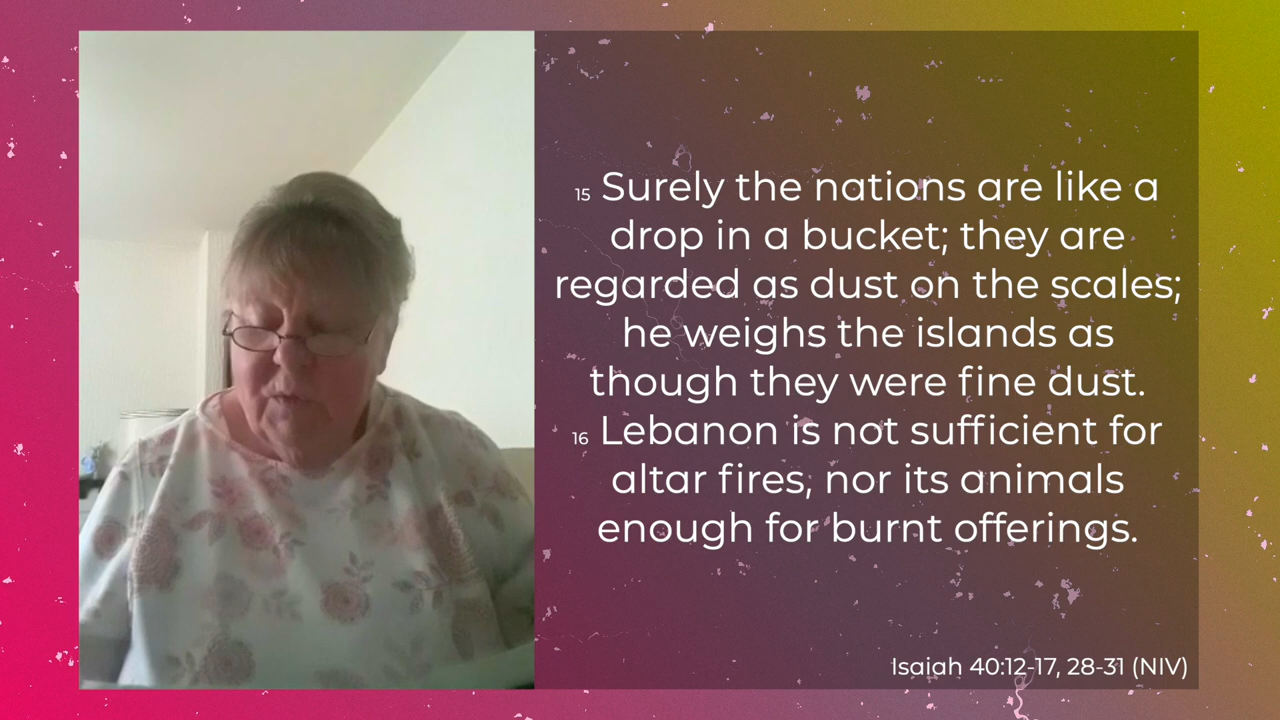 15 Surely the nations are like a
drop in a bucket; they are
regarded as dust on the scales;
he weighs the islands as
though they were fine dust.
16 Lebanon is not sufficient for
altar fires, nor its animals
enough for burnt offerings.
Isaiah 40:12-17, 28-31 (NIV)